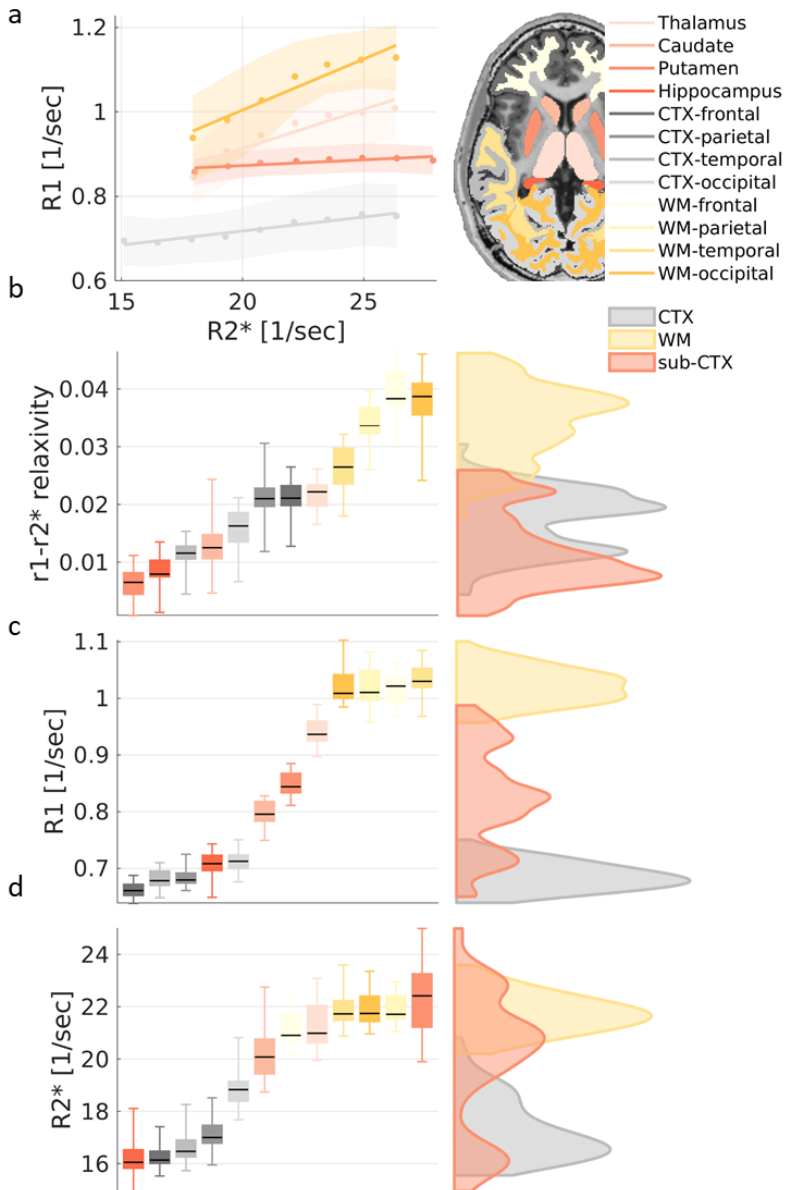 a
1.2
1
0.8
0.6
R1 [1/sec]
15
20
25
R2* [1/sec]
Thalamus
Caudate
Putamen
Hippocampus
CTX-frontal
CTX-parietal
CTX-temporal
CTX-occipital
WM-frontal
WM-parietal
WM-temporal
WM-occipital
b
CTX
WM
sub-CTX
0.04
0.03
0.02
0.01
r1-r2* relaxivity
c
1.1
1
0.9
0.8
0.7
R1 [1/sec]
d
24
22
20
18
16
R2* [1/sec]